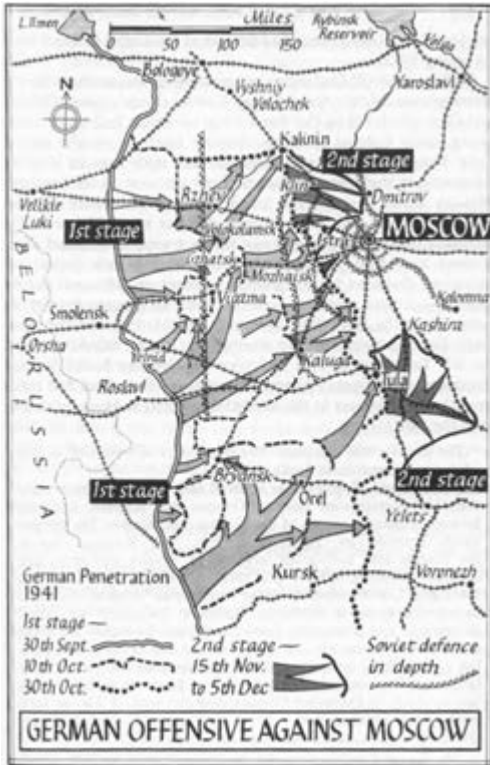 L. Ilmen
Miles
0 50 100 150
Rybinsk
Reservoir
Volga
Bologoye
Yaroslavl
Vyshniy
Volochek
N
Kalinin
2nd stage
Klin
Dmitrov
Rzhev
Velikie
Luki
1st stage
Volokolamsk
Istra
MOSCOW
Gzhatsk
Mozhaisk
BELORUSSIA
Viazma
Kolomna
Smolensk
Kashira
Orsha
Yelnia
Kaluga
Tula
Roslavl
2nd stage
1st stage
Bryansk
Orel
Yelets
German Penetration
1941
Kursk
Voronezh
1st stage —
30th Sept.
10th Oct.
30th Oct.
2nd stage —
15th Nov.
to 5th Dec
Soviet defence
in depth
GERMAN OFFENSIVE AGAINST MOSCOW